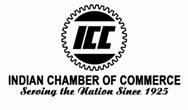 ICC
INDIAN CHAMBER OF COMMERCE
Serving the Nation Since 1925